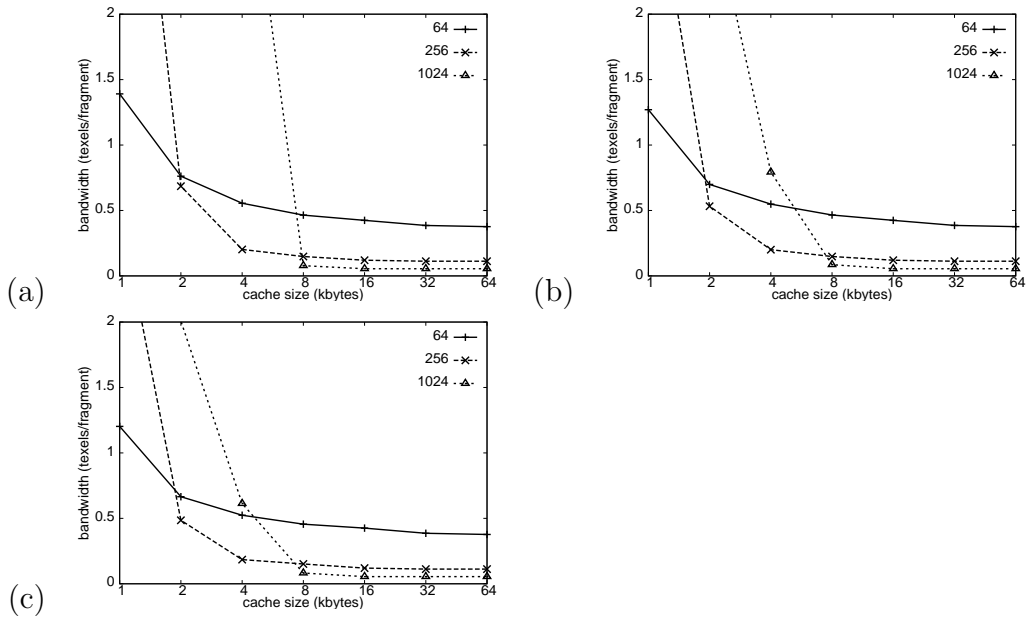 (a)
bandwidth (texels/fragment)
2
1.5
1
0.5
0
1 2 4 8 16 32 64
cache size (kbytes)
64
256
1024
(b)
bandwidth (texels/fragment)
2
1.5
1
0.5
0
1 2 4 8 16 32 64
cache size (kbytes)
64
256
1024
(c)
bandwidth (texels/fragment)
2
1.5
1
0.5
0
1 2 4 8 16 32 64
cache size (kbytes)
64
256
1024